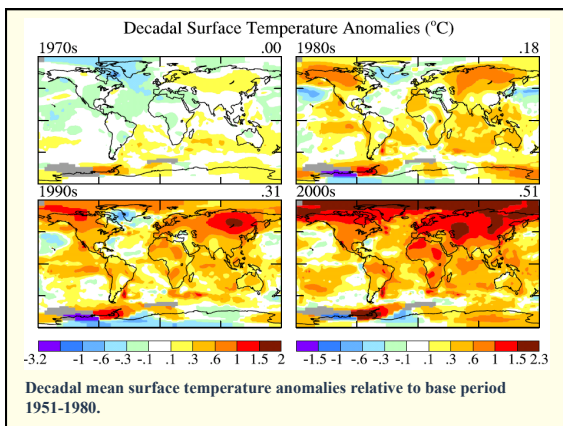 Decadal Surface Temperature Anomalies (°C)
1970s .00 1980s .18
1990s .31 2000s .51
-3.2 -1 -.6 -.3 -.1 .1 .3 .6 1 1.5 2 -1.5 -1 -.6 -.3 -.1 .1 .3 .6 1 1.5 2.3
Decadal mean surface temperature anomalies relative to base period
1951-1980.